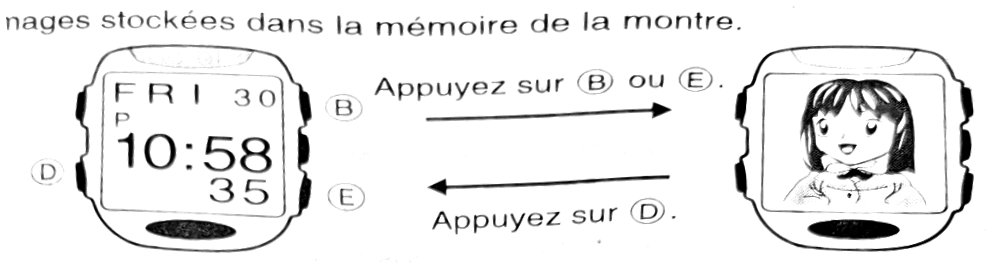 nages stockées dans la mémoire de la montre.
FRI 30
P
10:58
35
B
D
E
Appuyez sur B ou E.
Appuyez sur D.